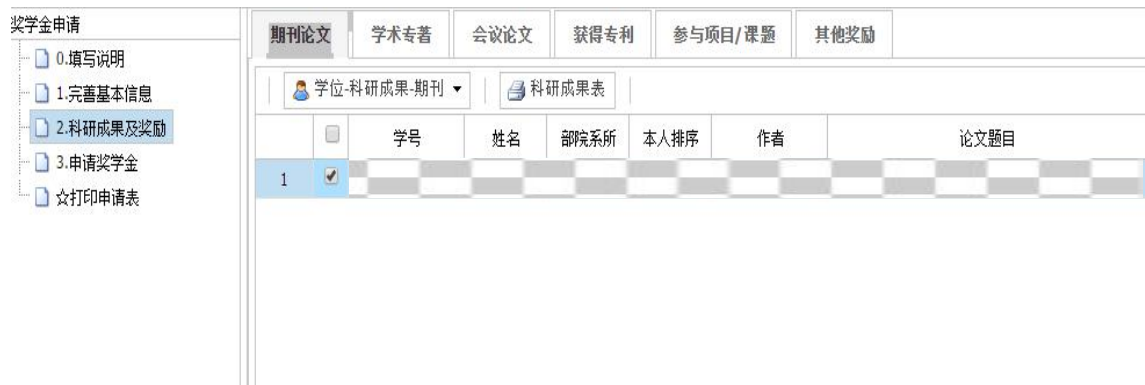 奖学金申请
0.填写说明
1.完善基本信息
2.科研成果及奖励
3.申请奖学金
☆打印申请表
期刊论文 学术专著 会议论文 获得专利 参与项目/课题 其他奖励
学位-科研成果-期刊 科研成果表
学号 姓名 部院系所 本人排序 作者 论文题目
1